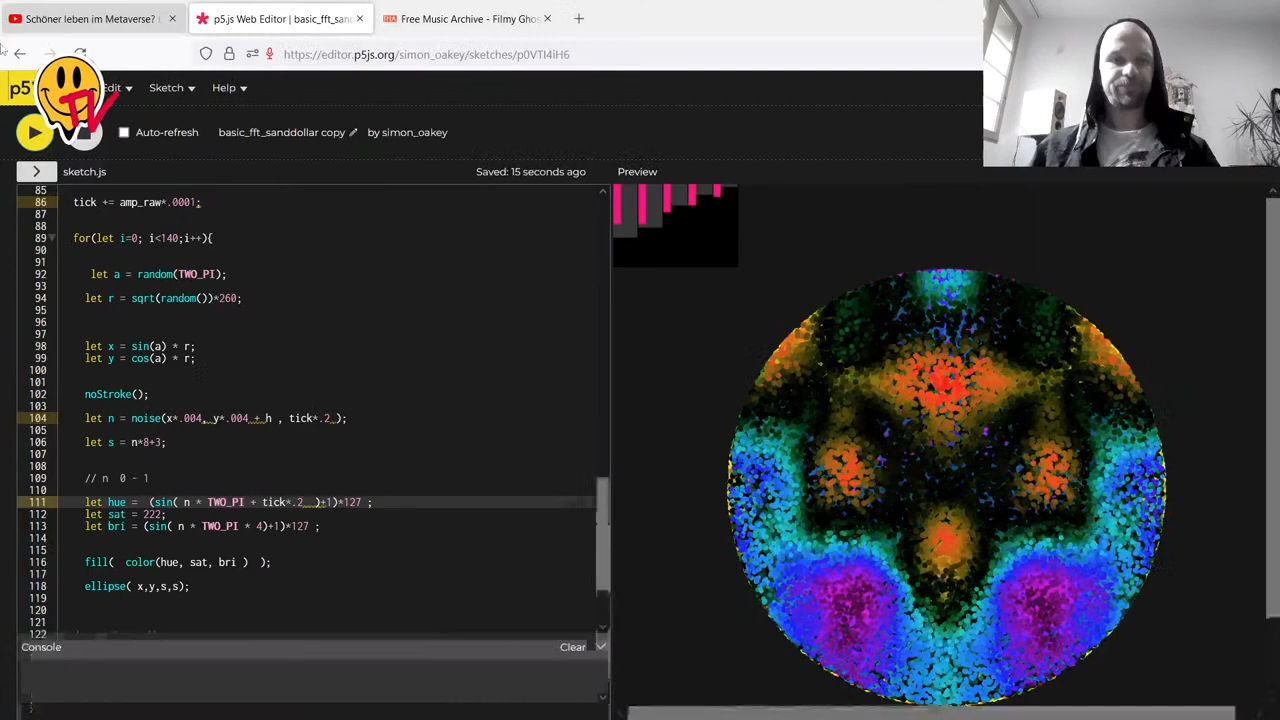 Schöner leben im Metaverse?
p5.js Web Editor | basic_fft_sand
Free Music Archive - Filmy Ghos
https://editor.p5js.org/simon_oakey/sketches/p0VTI4iH6
p5 Edit Sketch Help
TV
Auto-refresh basic_fft_sanddollar copy by simon_oakey
sketch.js Saved: 15 seconds ago Preview
85
86 tick += amp_raw*.0001;
87
88
89 for(let i=0; i<140;i++){
90
91
92 let a = random(TWO_PI);
93
94 let r = sqrt(random())*260;
95
96
97
98 let x = sin(a) * r;
99 let y = cos(a) * r;
100
101
102 noStroke();
103
104 let n = noise(x*.004, y*.004 + h , tick*.2 );
105
106 let s = n*8+3;
107
108
109 // n 0 - 1
110
111 let hue = (sin( n * TWO_PI + tick*.2 )+1)*127 ;
112 let sat = 222;
113 let bri = (sin( n * TWO_PI * 4)+1)*127 ;
114
115
116 fill( color(hue, sat, bri ) );
117
118 ellipse( x,y,s,s);
119
120
121
122
Console Clear